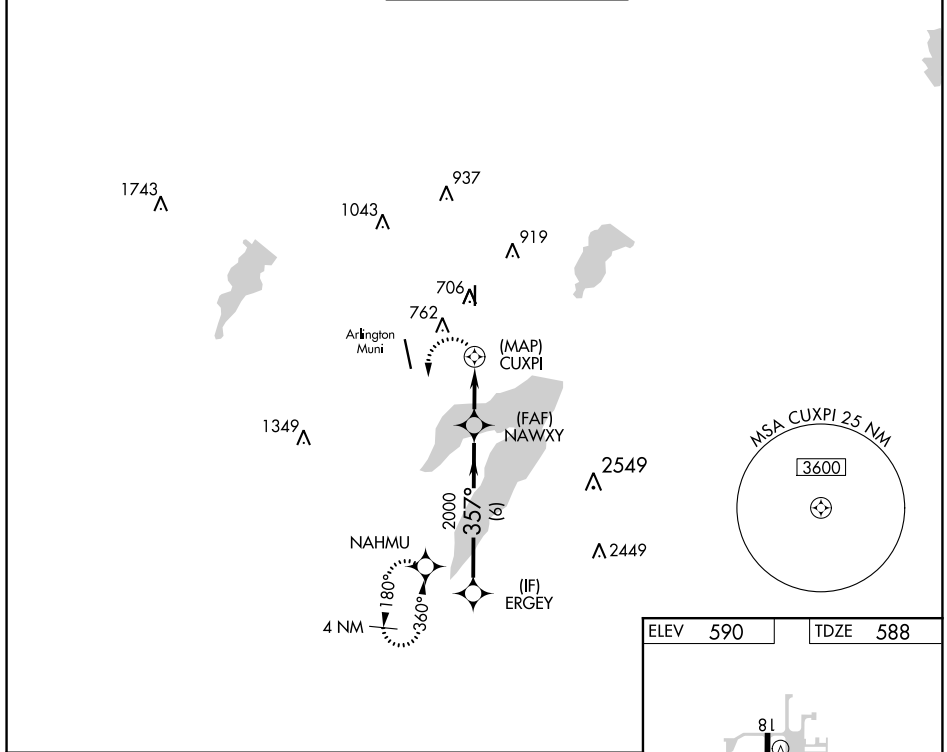 937
1743
1043
919
706
762
Arlington
Muni
(MAP)
CUXPI
(FAF)
NAWXY
1349
MSA CUXPI 25 NM
3600
2549
2000
357°
(6)
NAHMU
2449
180°
360°
(IF)
ERGEY
4 NM
ELEV 590
TDZE 588
18